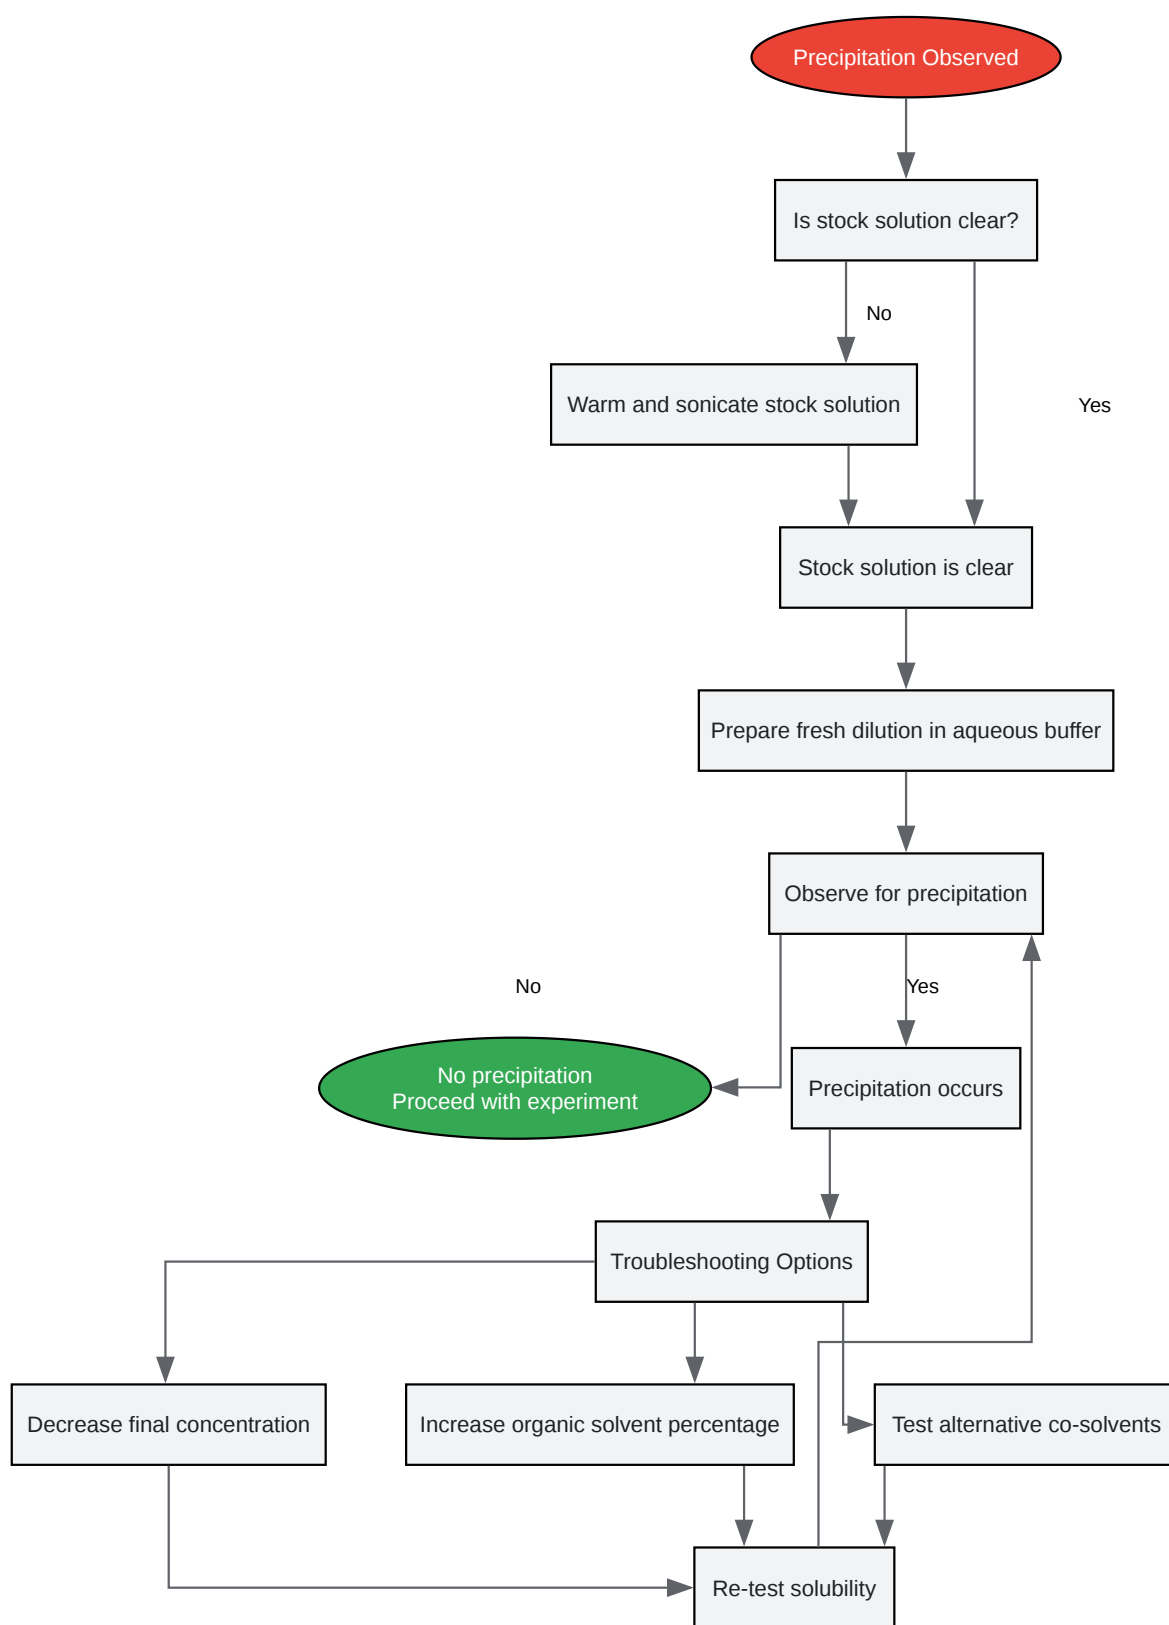 Precipitation Observed
Is stock solution clear?
No
Warm and sonicate stock solution
Yes
Stock solution is clear
Prepare fresh dilution in aqueous buffer
Observe for precipitation
No
Yes
No precipitation
Proceed with experiment
Precipitation occurs
Troubleshooting Options
Decrease final concentration
Increase organic solvent percentage
Test alternative co-solvents
Re-test solubility